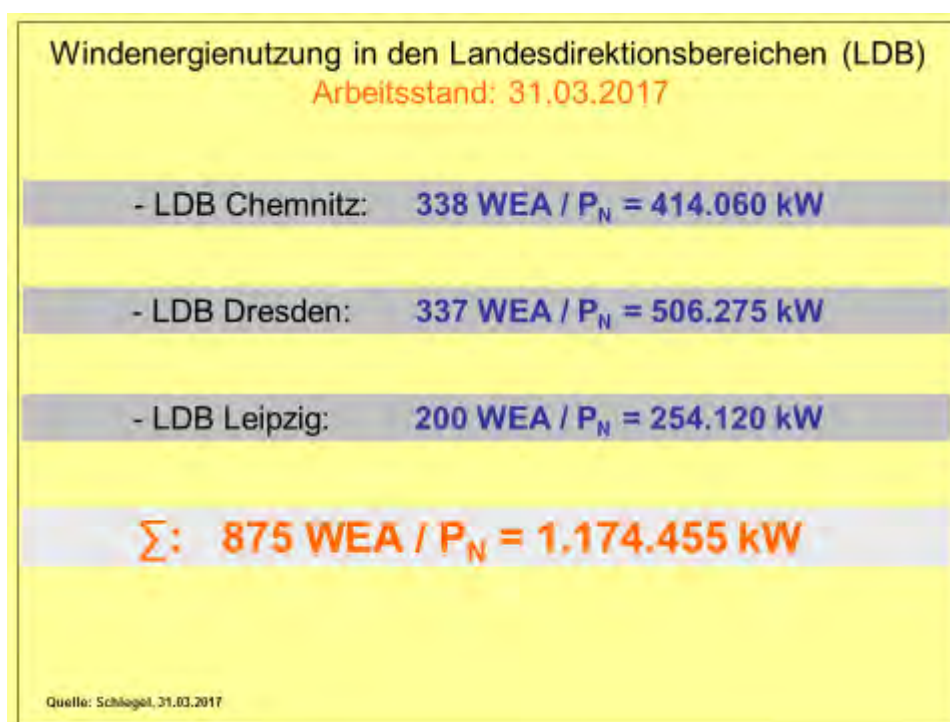 Windenergienutzung in den Landesdirektionsbereichen (LDB)
Arbeitsstand: 31.03.2017
- LDB Chemnitz: 338 WEA / PN = 414.060 kW
- LDB Dresden: 337 WEA / PN = 506.275 kW
- LDB Leipzig: 200 WEA / PN = 254.120 kW
∑: 875 WEA / PN = 1.174.455 kW
Quelle: Schlegel, 31.03.2017